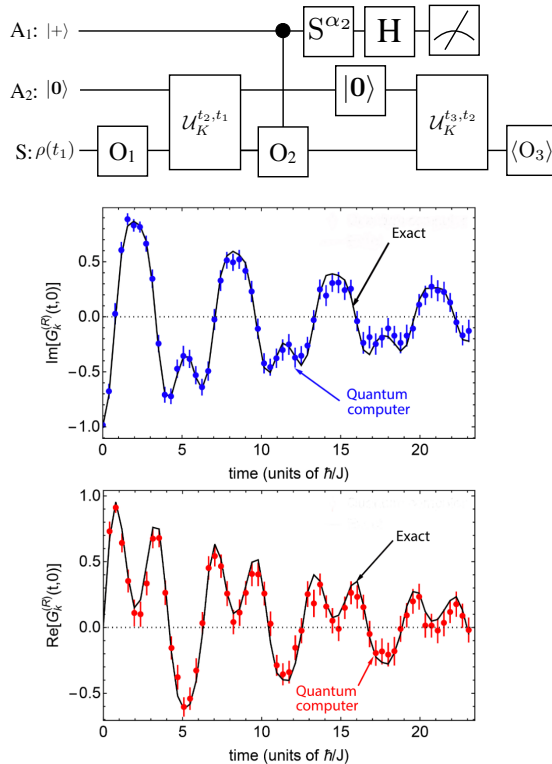 A₁: |+⟩ S^{α₂} H
A₂: |0⟩ 𝒰_K^{t₂,t₁} |0⟩ 𝒰_K^{t₃,t₂}
S: ρ(t₁) O₁ O₂ ⟨O₃⟩
Im[G_k^{(R)}(t,0)]
0.5
0.0
−0.5
−1.0
Exact
Quantum
computer
0 5 10 15 20
time (units of ℏ/J)
Re[G_k^{(R)}(t,0)]
1.0
0.5
0.0
−0.5
Exact
Quantum
computer
0 5 10 15 20
time (units of ℏ/J)